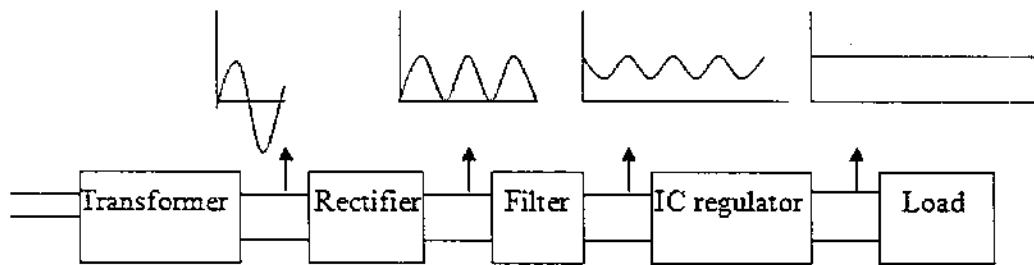 Transformer
Rectifier
Filter
IC regulator
Load